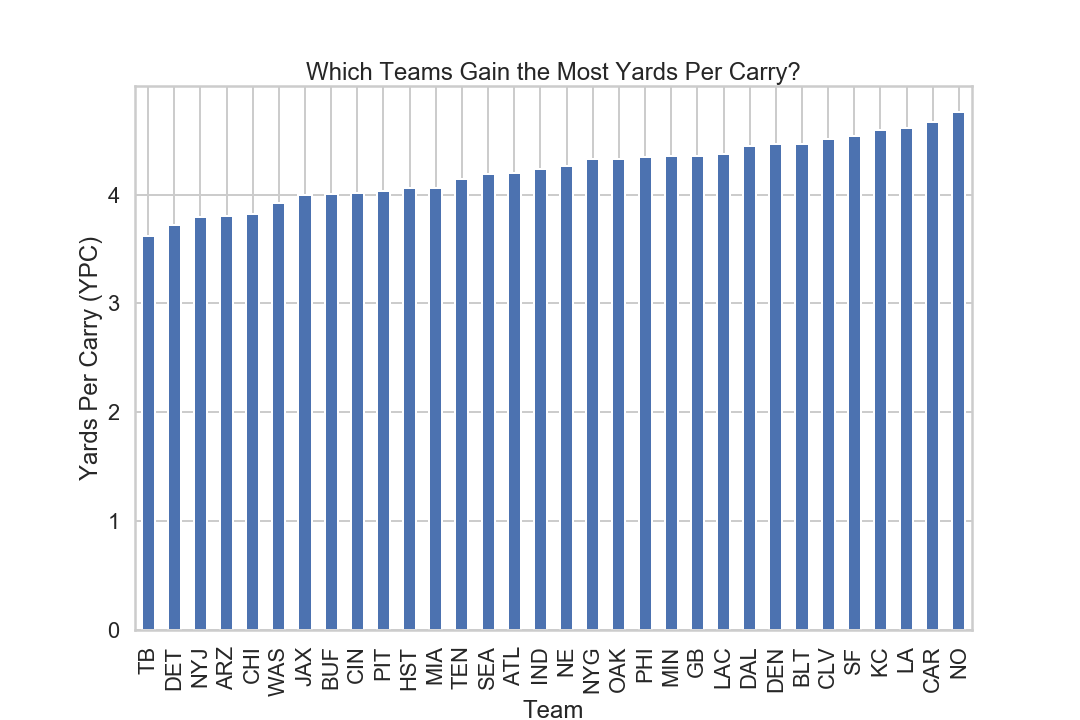 Which Teams Gain the Most Yards Per Carry?
Yards Per Carry (YPC)
4
3
2
1
0
TB DET NYJ ARZ CHI WAS JAX BUF CIN PIT HST MIA TEN SEA ATL IND NE NYG OAK PHI MIN GB LAC DAL DEN BLT CLV SF KC LA CAR NO
Team